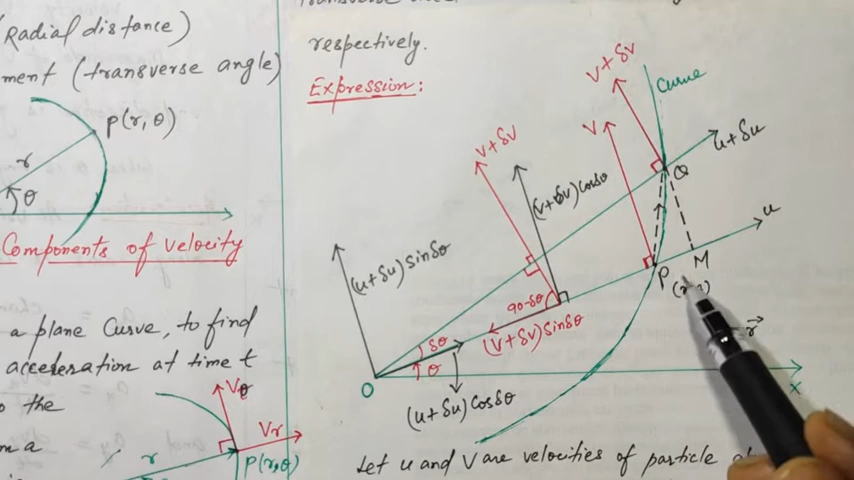 (Radial distance)
ment (transverse angle)
P(r, θ)
r
θ
Components of Velocity
a plane Curve, to find
acceleration at time t
the
Vθ
Vr
P(r,θ)
r
respectively.
Expression:
V+δV
Curve
V
V+δV
u+δu
Q
(V+δV)cosδθ
u
(u+δu)sinδθ
M
P
90-δθ
δθ
(V+δV)sinδθ
θ
r
O
x
(u+δu)cosδθ
Let u and V are velocities of particle